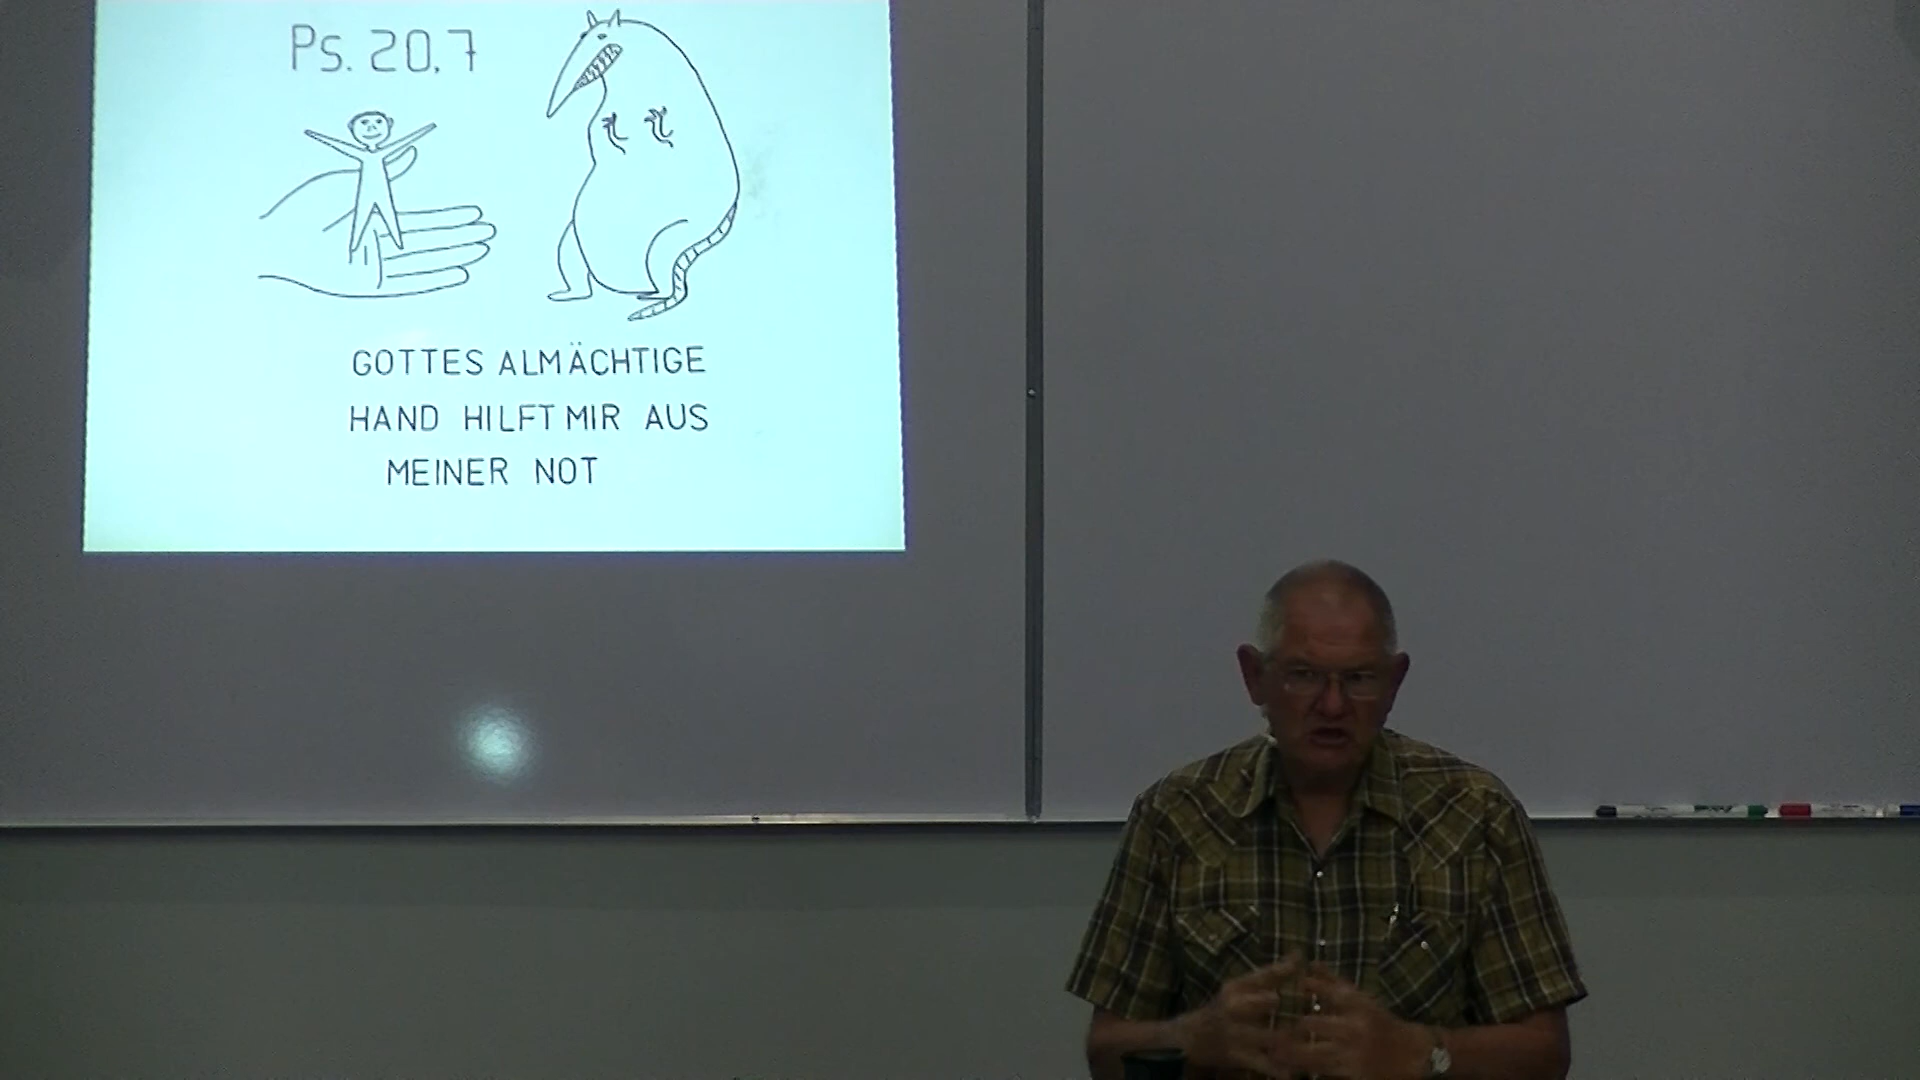 Ps. 20,7
GOTTES ALMÄCHTIGE
HAND HILFT MIR AUS
MEINER NOT